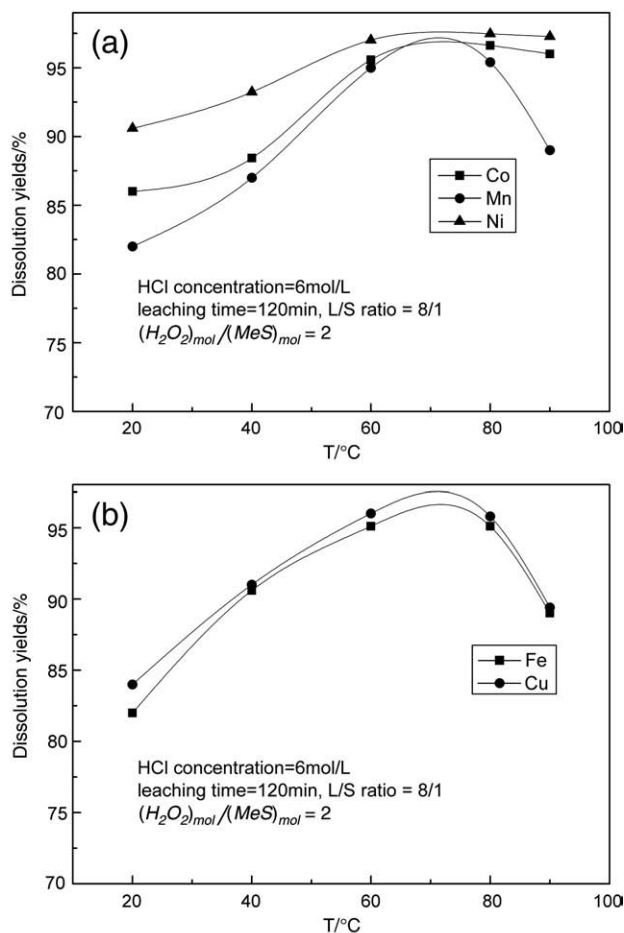 (a)
95
90
85
80
75
70
Dissolution yields/%
Co
Mn
Ni
HCl concentration=6mol/L
leaching time=120min, L/S ratio = 8/1
(H₂O₂)mol/(MeS)mol = 2
20 40 60 80 100
T/°C
(b)
95
90
85
80
75
70
Dissolution yields/%
Fe
Cu
HCl concentration=6mol/L
leaching time=120min, L/S ratio = 8/1
(H₂O₂)mol/(MeS)mol = 2
20 40 60 80 100
T/°C